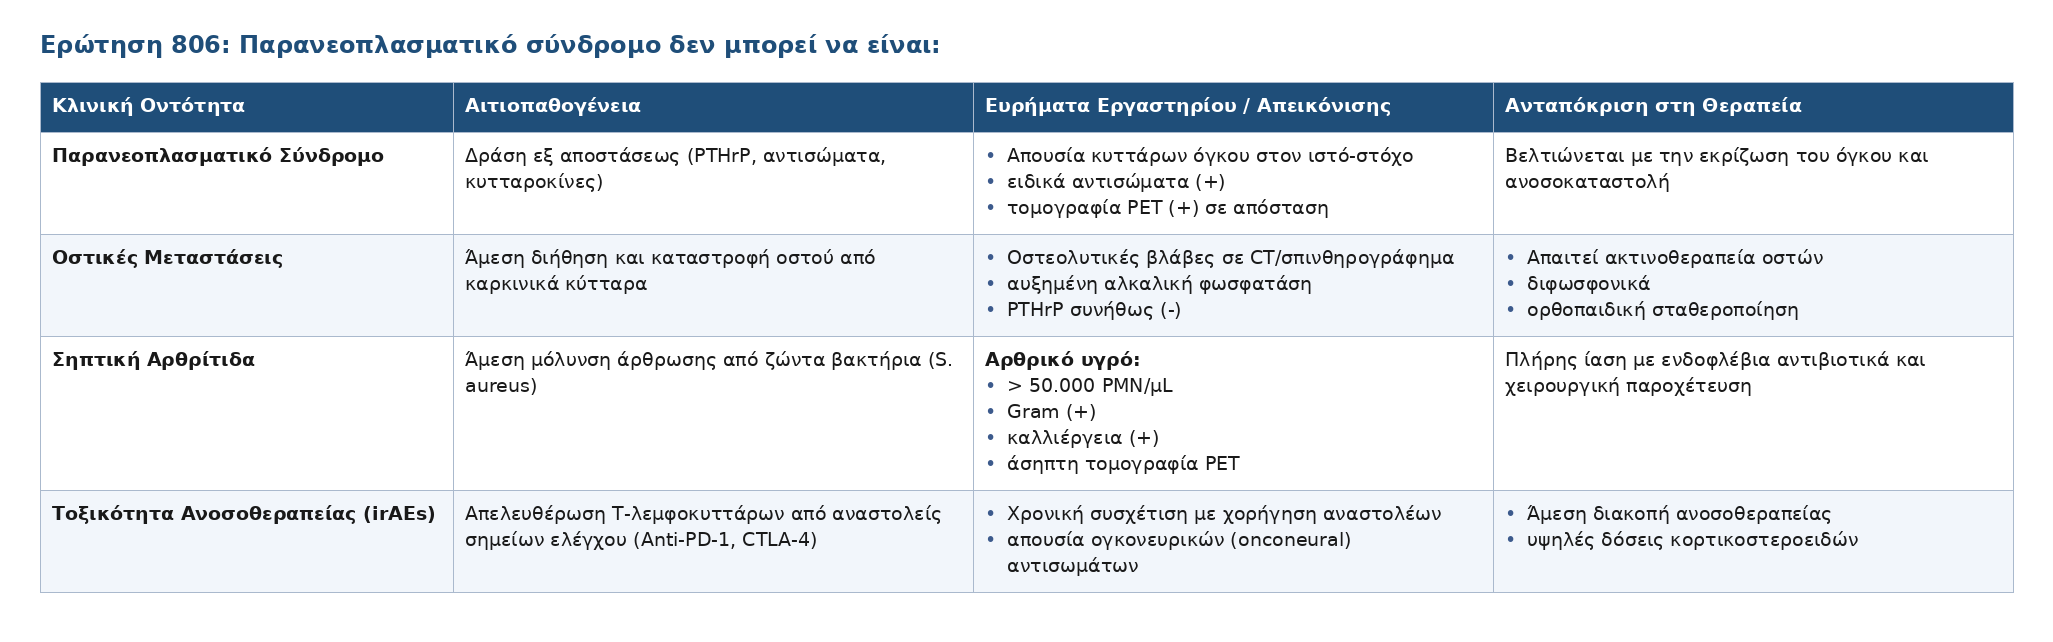 Ερώτηση 806: Παρανεοπλασματικό σύνδρομο δεν μπορεί να είναι:
Κλινική Οντότητα
Αιτιοπαθογένεια
Ευρήματα Εργαστηρίου / Απεικόνισης
Ανταπόκριση στη Θεραπεία
Παρανεοπλασματικό Σύνδρομο
Δράση εξ αποστάσεως (PTHrP, αντισώματα,
κυτταροκίνες)
• Απουσία κυττάρων όγκου στον ιστό-στόχο
• ειδικά αντισώματα (+)
• τομογραφία PET (+) σε απόσταση
Βελτιώνεται με την εκρίζωση του όγκου και
ανοσοκαταστολή
Οστικές Μεταστάσεις
Άμεση διήθηση και καταστροφή οστού από
καρκινικά κύτταρα
• Οστεολυτικές βλάβες σε CT/σπινθηρογράφημα
• αυξημένη αλκαλική φωσφατάση
• PTHrP συνήθως (-)
• Απαιτεί ακτινοθεραπεία οστών
• διφωσφονικά
• ορθοπαιδική σταθεροποίηση
Σηπτική Αρθρίτιδα
Άμεση μόλυνση άρθρωσης από ζώντα βακτήρια (S.
aureus)
Αρθρικό υγρό:
• > 50.000 PMN/μL
• Gram (+)
• καλλιέργεια (+)
• άσηπτη τομογραφία PET
Πλήρης ίαση με ενδοφλέβια αντιβιοτικά και
χειρουργική παροχέτευση
Τοξικότητα Ανοσοθεραπείας (irAEs)
Απελευθέρωση Τ-λεμφοκυττάρων από αναστολείς
σημείων ελέγχου (Anti-PD-1, CTLA-4)
• Χρονική συσχέτιση με χορήγηση αναστολέων
• απουσία ογκονευρικών (onconeural)
αντισωμάτων
• Άμεση διακοπή ανοσοθεραπείας
• υψηλές δόσεις κορτικοστεροειδών